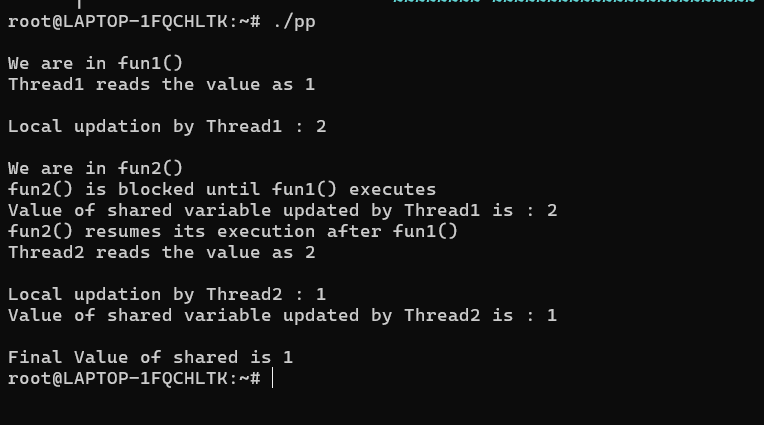 root@LAPTOP-1FQCHLTK:~# ./pp
We are in fun1()
Thread1 reads the value as 1
Local updation by Thread1 : 2
We are in fun2()
fun2() is blocked until fun1() executes
Value of shared variable updated by Thread1 is : 2
fun2() resumes its execution after fun1()
Thread2 reads the value as 2
Local updation by Thread2 : 1
Value of shared variable updated by Thread2 is : 1
Final Value of shared is 1
root@LAPTOP-1FQCHLTK:~#